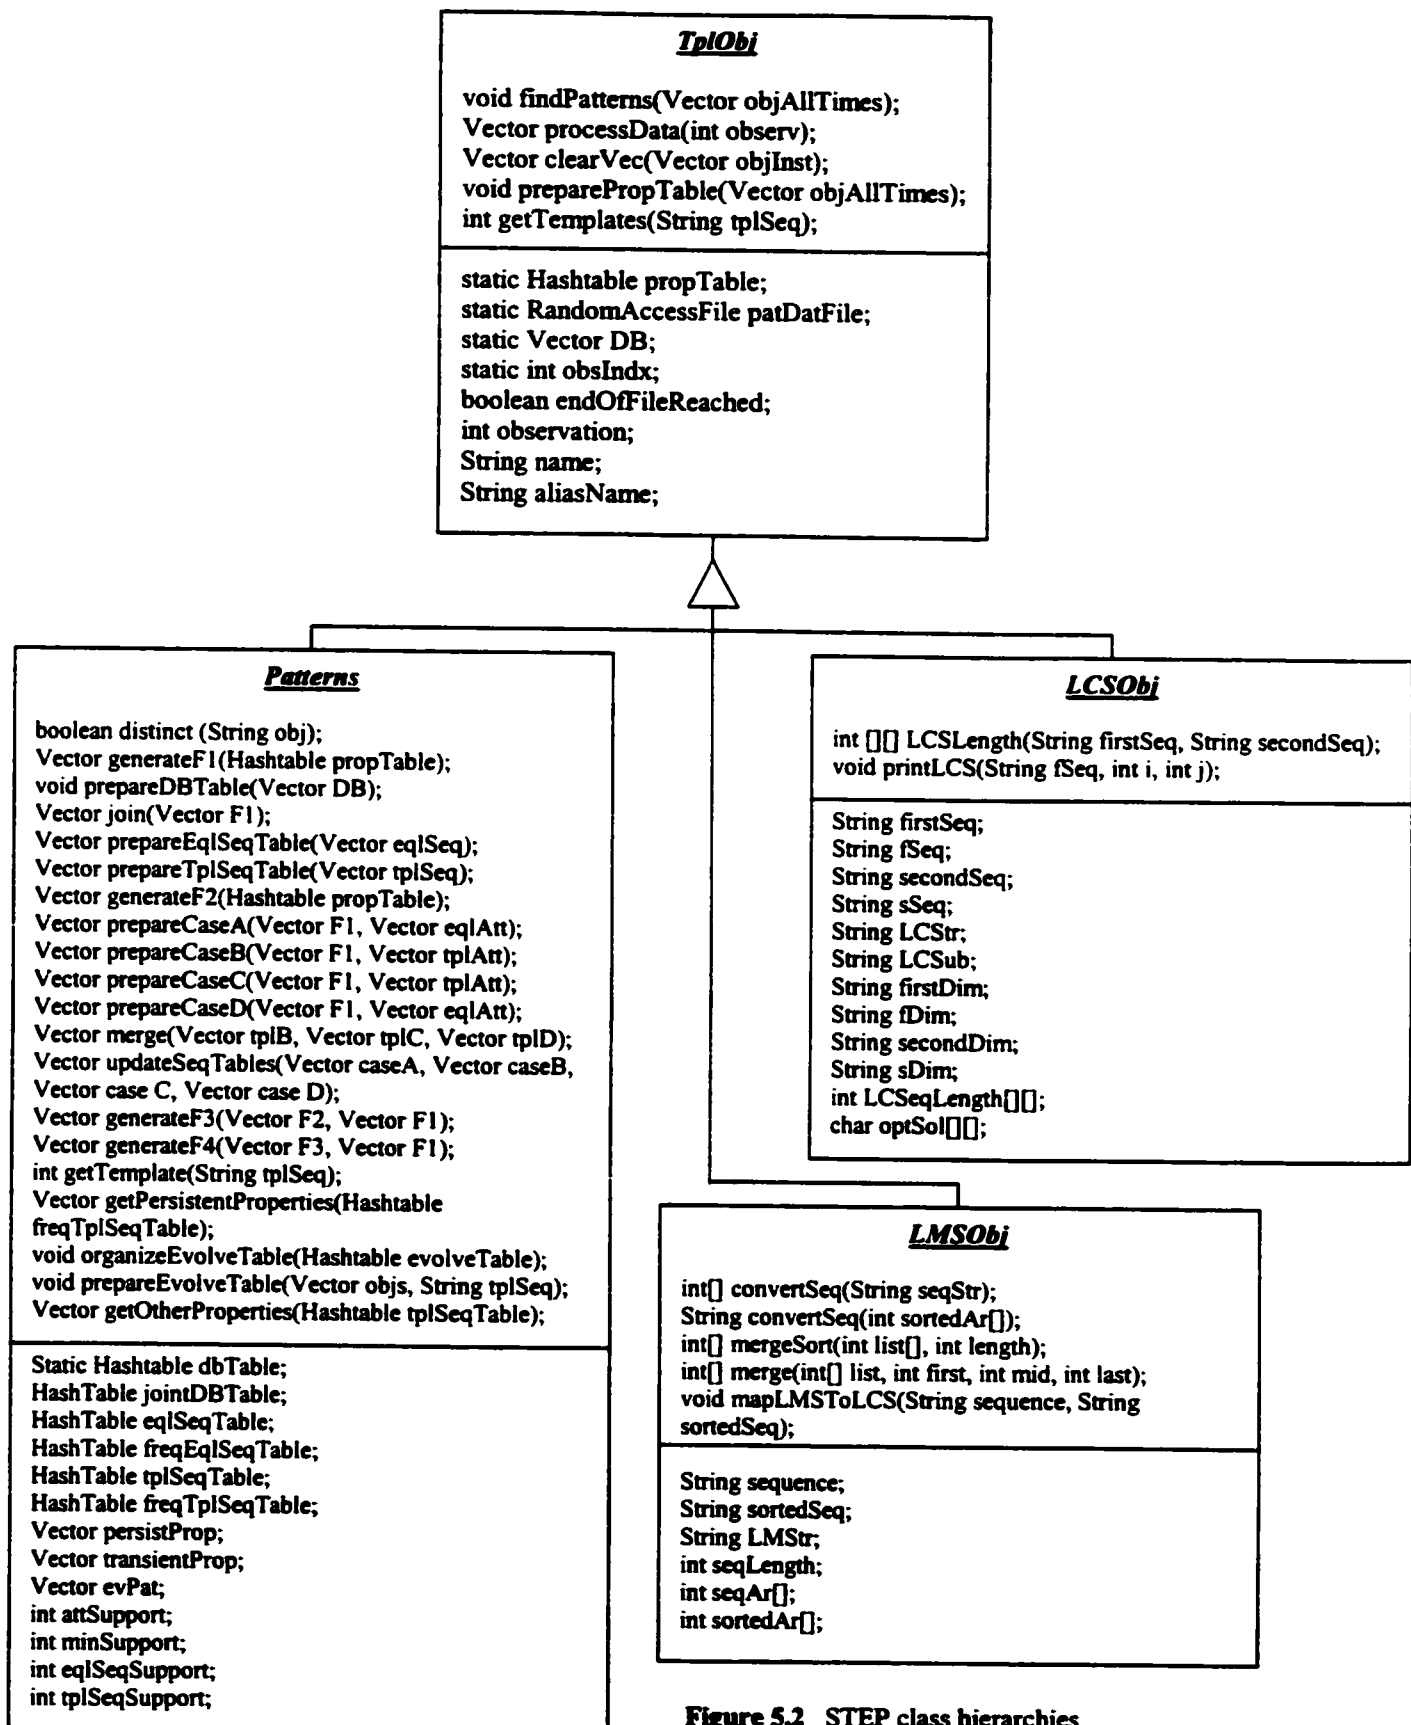 TplObj
void findPatterns(Vector objAllTimes);
Vector processData(int observ);
Vector clearVec(Vector objInst);
void preparePropTable(Vector objAllTimes);
int getTemplates(String tplSeq);
static Hashtable propTable;
static RandomAccessFile patDatFile;
static Vector DB;
static int obsIndx;
boolean endOfFileReached;
int observation;
String name;
String aliasName;
Patterns
boolean distinct (String obj);
Vector generateF1(Hashtable propTable);
void prepareDBTable(Vector DB);
Vector join(Vector F1);
Vector prepareEqlSeqTable(Vector eqlSeq);
Vector prepareTplSeqTable(Vector tplSeq);
Vector generateF2(Hashtable propTable);
Vector prepareCaseA(Vector F1, Vector eqlAtt);
Vector prepareCaseB(Vector F1, Vector tplAtt);
Vector prepareCaseC(Vector F1, Vector tplAtt);
Vector prepareCaseD(Vector F1, Vector eqlAtt);
Vector merge(Vector tplB, Vector tplC, Vector tplD);
Vector updateSeqTables(Vector caseA, Vector caseB,
Vector case C, Vector case D);
Vector generateF3(Vector F2, Vector F1);
Vector generateF4(Vector F3, Vector F1);
int getTemplate(String tplSeq);
Vector getPersistentProperties(Hashtable
freqTplSeqTable);
void organizeEvolveTable(Hashtable evolveTable);
void prepareEvolveTable(Vector objs, String tplSeq);
Vector getOtherProperties(Hashtable tplSeqTable);
Static Hashtable dbTable;
HashTable jointDBTable;
HashTable eqlSeqTable;
HashTable freqEqlSeqTable;
HashTable tplSeqTable;
HashTable freqTplSeqTable;
Vector persistProp;
Vector transientProp;
Vector evPat;
int attSupport;
int minSupport;
int eqlSeqSupport;
int tplSeqSupport;
LCSObj
int [][] LCSLength(String firstSeq, String secondSeq);
void printLCS(String fSeq, int i, int j);
String firstSeq;
String fSeq;
String secondSeq;
String sSeq;
String LCStr;
String LCSub;
String firstDim;
String fDim;
String secondDim;
String sDim;
int LCSeqLength[][];
char optSol[][];
LMSObj
int[] convertSeq(String seqStr);
String convertSeq(int sortedAr[]);
int[] mergeSort(int list[], int length);
int[] merge(int[] list, int first, int mid, int last);
void mapLMSToLCS(String sequence, String
sortedSeq);
String sequence;
String sortedSeq;
String LMStr;
int seqLength;
int seqAr[];
int sortedAr[];
Figure 5.2 STEP class hierarchies